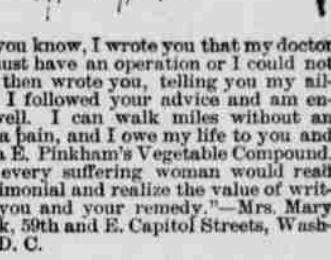 you know, I wrote you that my doctor
must have an operation or I could not
then wrote you, telling you my ail-
I followed your advice and am en
well. I can walk miles without an
a pain, and I owe my life to you and
E. Pinkham's Vegetable Compound.
every suffering woman would read
timonial and realize the value of writ-
you and your remedy."—Mrs. Mary
k, 59th and E. Capitol Streets, Wash-
D. C.